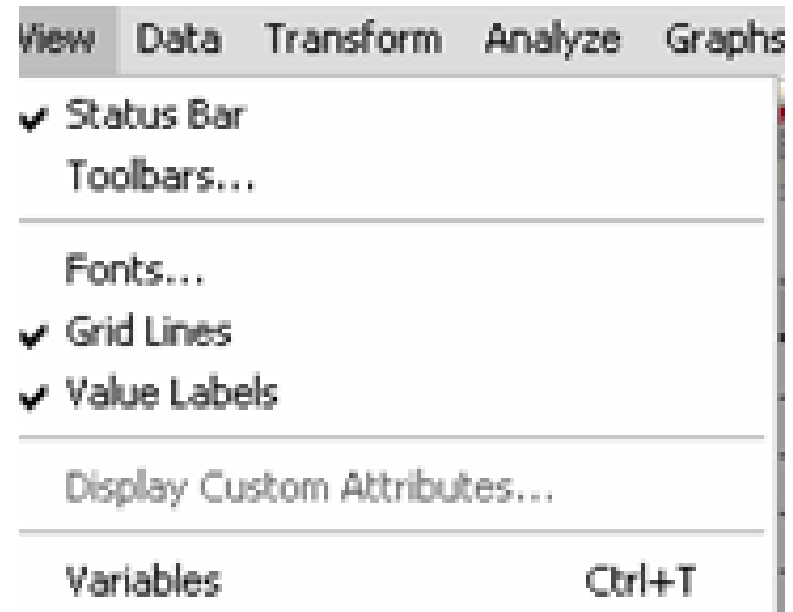 View Data Transform Analyze Graphs
Status Bar
Toolbars...
Fonts...
Grid Lines
Value Labels
Display Custom Attributes...
Variables Ctrl+T